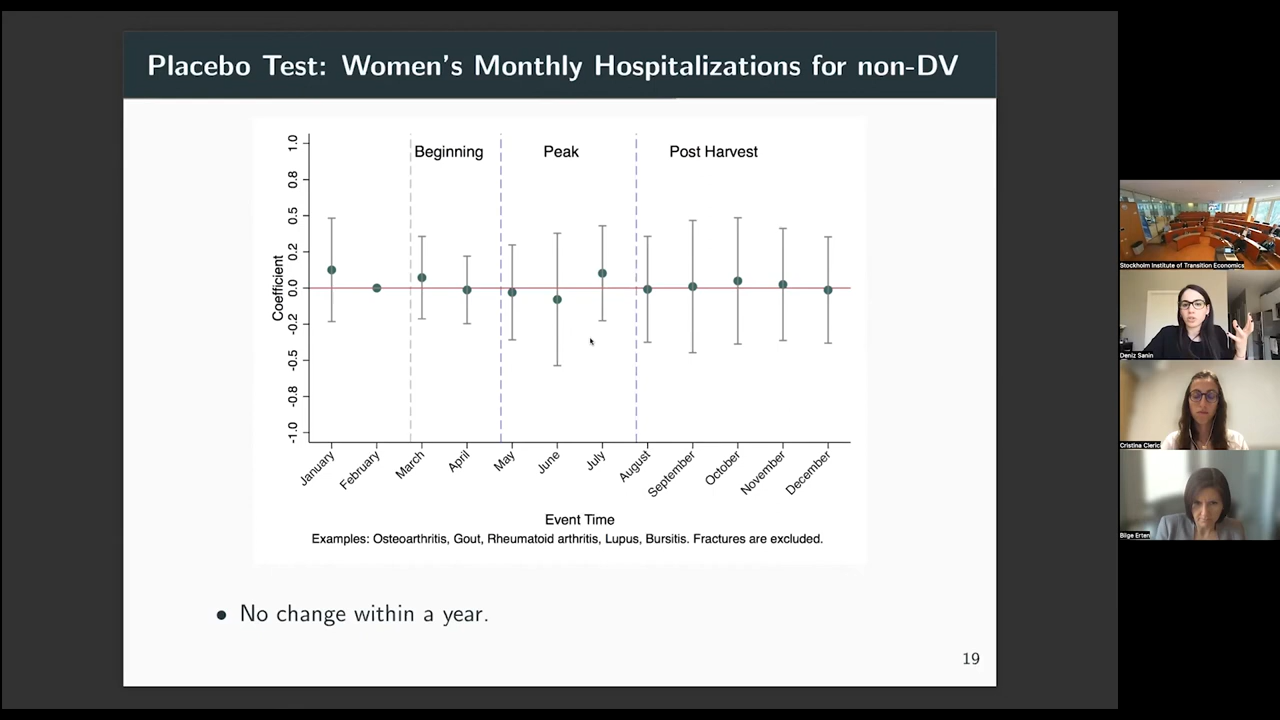 Placebo Test: Women's Monthly Hospitalizations for non-DV
Beginning
Peak
Post Harvest
Coefficient
1.0
0.8
0.5
0.2
0.0
-0.2
-0.5
-0.8
-1.0
January
February
March
April
May
June
July
August
September
October
November
December
Event Time
Examples: Osteoarthritis, Gout, Rheumatoid arthritis, Lupus, Bursitis. Fractures are excluded.
• No change within a year.
19
Stockholm Institute of Transition Economics
Deniz Sanin
Cristina Clerici
Bilge Erten